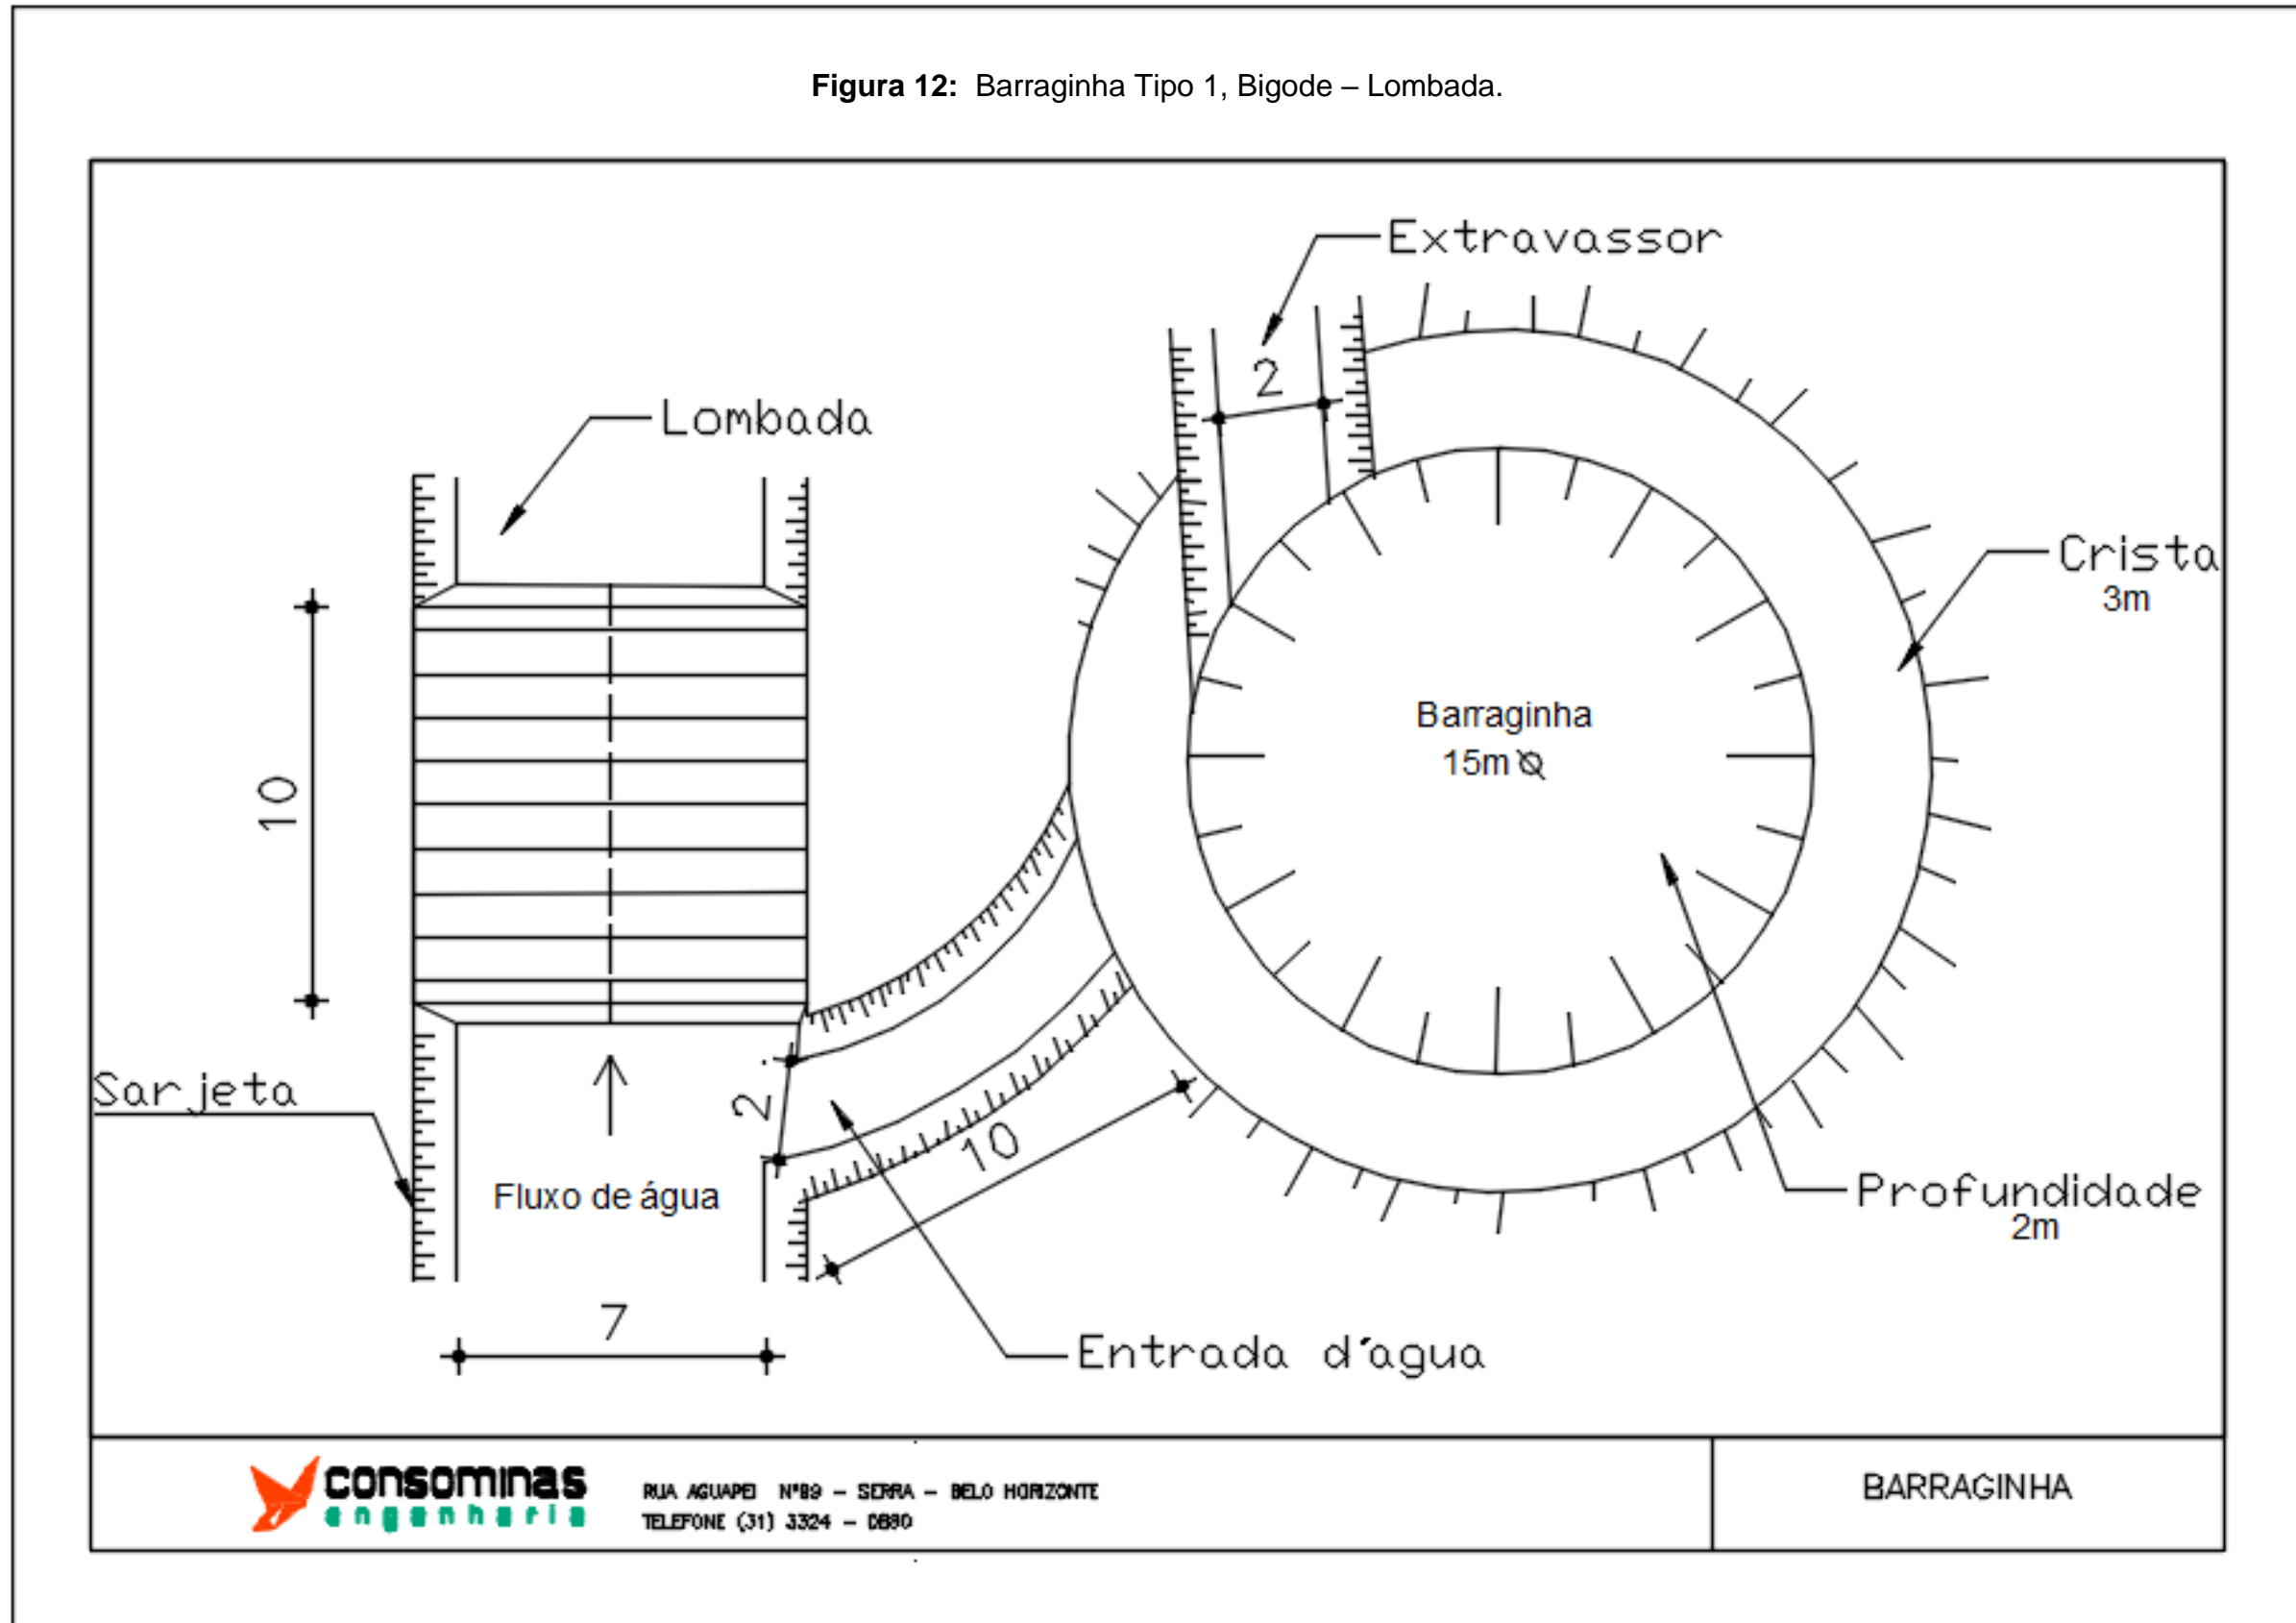 Figura 12: Barraginha Tipo 1, Bigode – Lombada.
Extravassor
2
Lombada
Crista
3m
Barraginha
15m Ø
10
Sarjeta
2
10
Fluxo de água
Profundidade
2m
7
Entrada d´agua
consominas
engenharia
RUA AGUAPEI N°89 – SERRA – BELO HORIZONTE
TELEFONE (31) 3324 –
BARRAGINHA